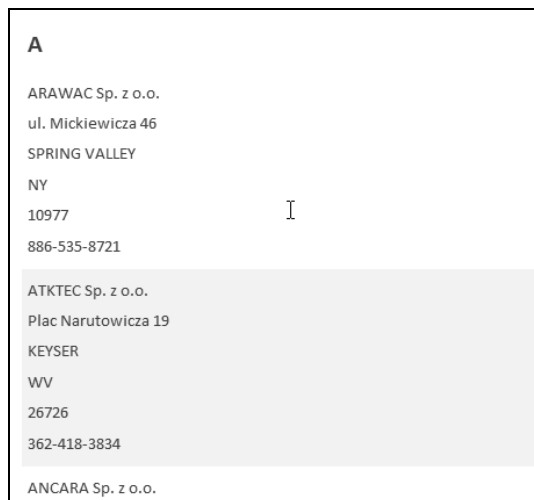 A
ARAWAC Sp. z o.o.
ul. Mickiewicza 46
SPRING VALLEY
NY
10977
886-535-8721
ATKTEC Sp. z o.o.
Plac Narutowicza 19
KEYSER
WV
26726
362-418-3834
ANCARA Sp. z o.o.